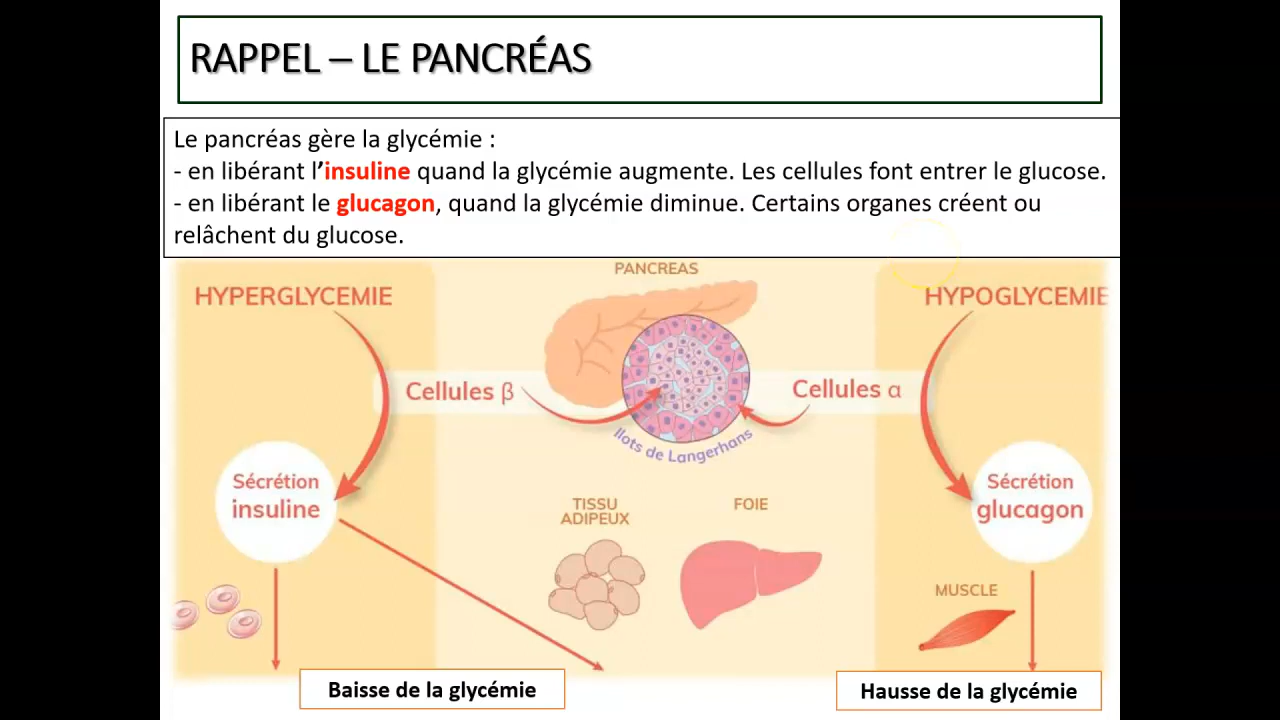 RAPPEL – LE PANCRÉAS
Le pancréas gère la glycémie :
- en libérant l’insuline quand la glycémie augmente. Les cellules font entrer le glucose.
- en libérant le glucagon, quand la glycémie diminue. Certains organes créent ou
relâchent du glucose.
PANCREAS
HYPERGLYCEMIE
HYPOGLYCEMIE
Cellules β
Cellules α
Ilots de Langerhans
Sécrétion
insuline
TISSU
ADIPEUX
FOIE
Sécrétion
glucagon
MUSCLE
Baisse de la glycémie
Hausse de la glycémie